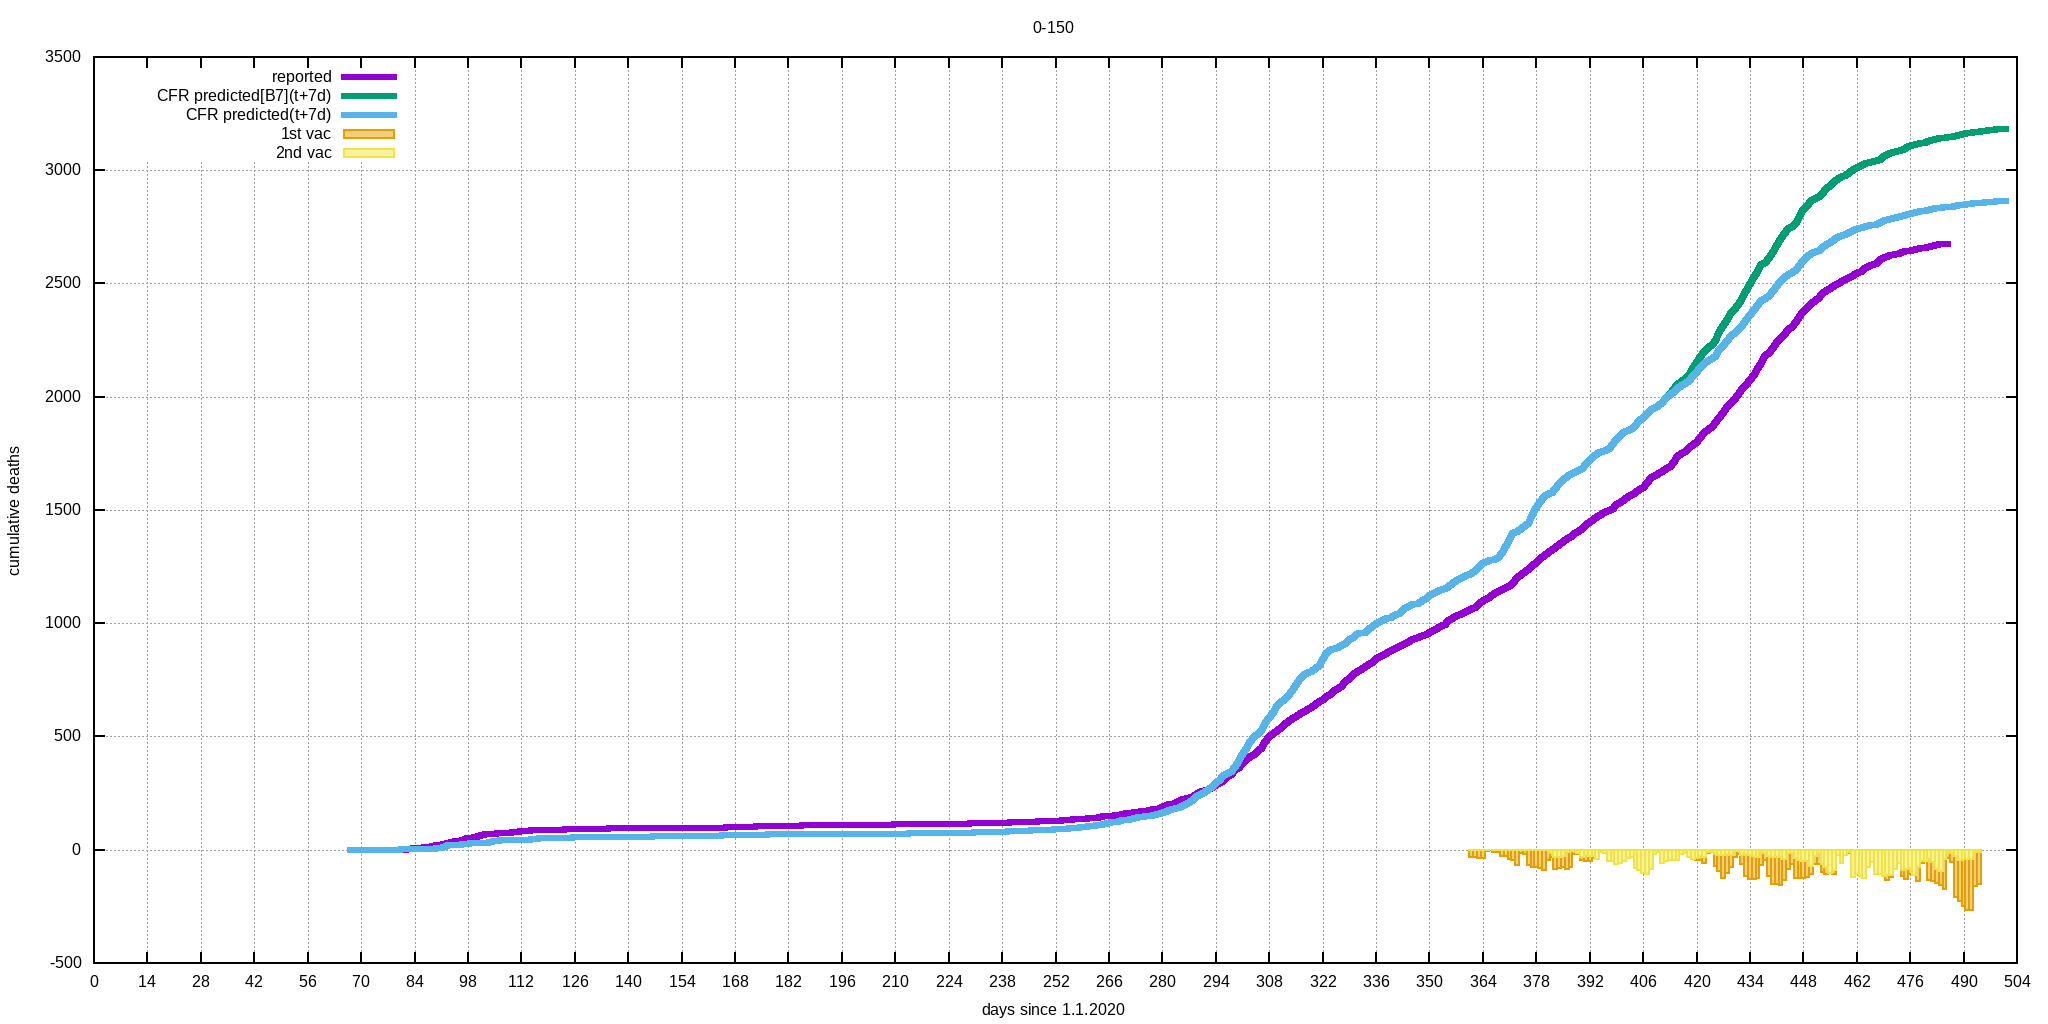 0-150
3500
3000
2500
2000
1500
1000
500
0
-500
cumulative deaths
reported
CFR predicted[B7](t+7d)
CFR predicted(t+7d)
1st vac
2nd vac
0 14 28 42 56 70 84 98 112 126 140 154 168 182 196 210 224 238 252 266 280 294 308 322 336 350 364 378 392 406 420 434 448 462 476 490 504
days since 1.1.2020